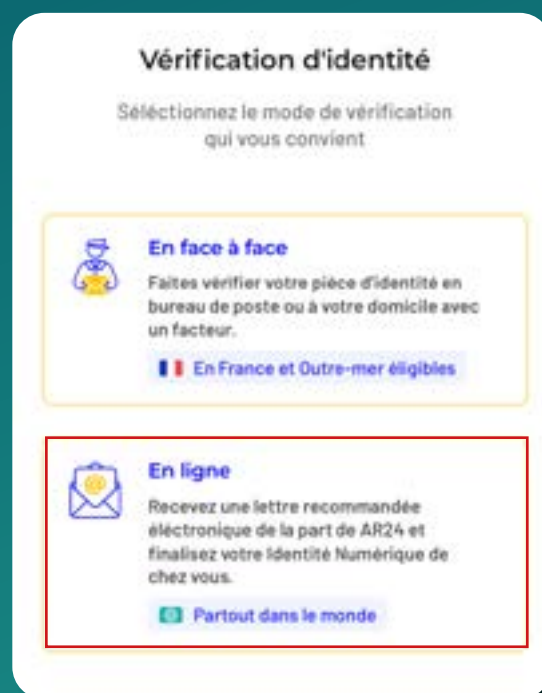 Vérification d'identité
Séléctionnez le mode de vérification
qui vous convient
En face à face
Faites vérifier votre pièce d'identité en
bureau de poste ou à votre domicile avec
un facteur.
En France et Outre-mer éligibles
@
En ligne
Recevez une lettre recommandée
éléctronique de la part de AR24 et
finalisez votre Identité Numérique de
chez vous.
Partout dans le monde